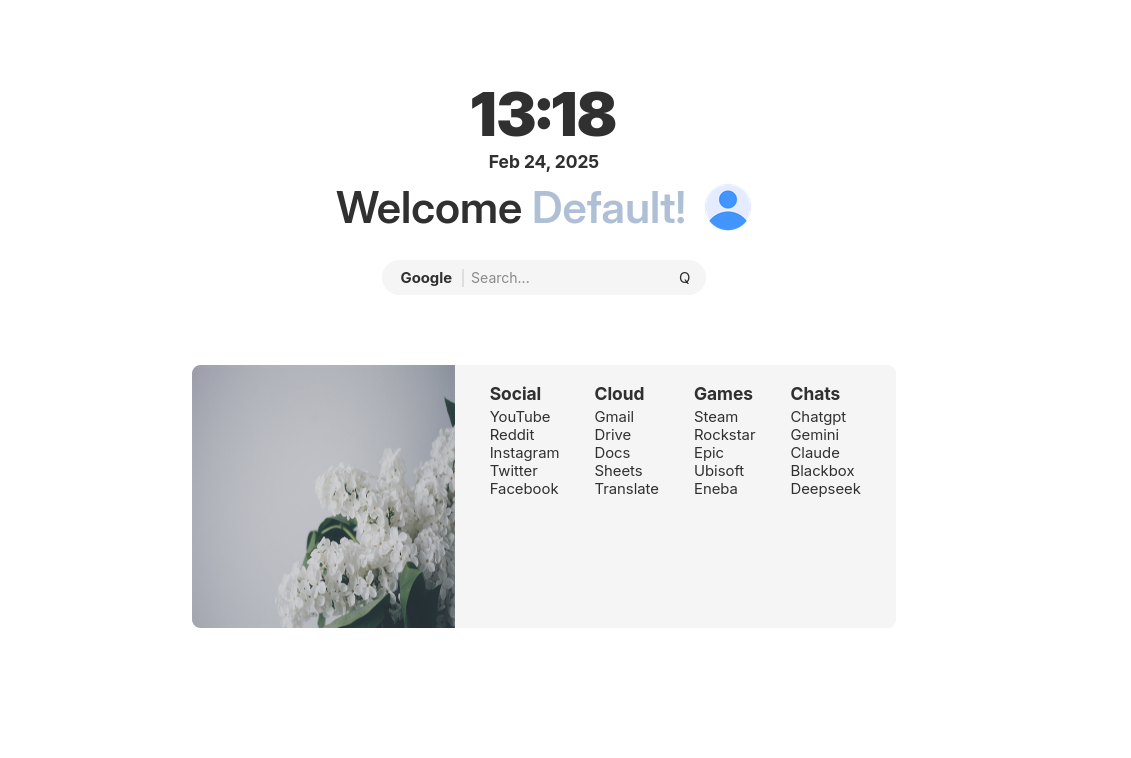 13:18
Feb 24, 2025
Welcome Default!
Google Search... Q
Social Cloud Games Chats
YouTube Gmail Steam Chatgpt
Reddit Drive Rockstar Gemini
Instagram Docs Epic Claude
Twitter Sheets Ubisoft Blackbox
Facebook Translate Eneba Deepseek